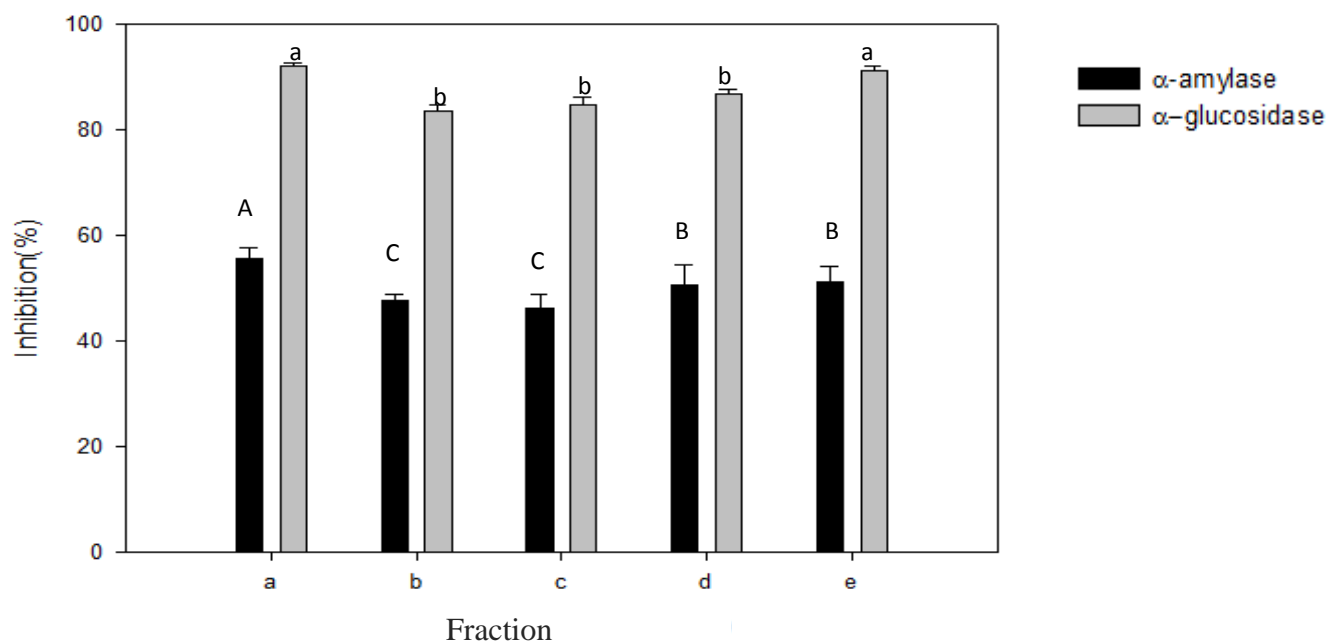 100
80
60
40
20
0
Inhibition(%)
A
a
C
b
C
b
B
b
B
a
a
b
c
d
e
Fraction
α-amylase
α-glucosidase